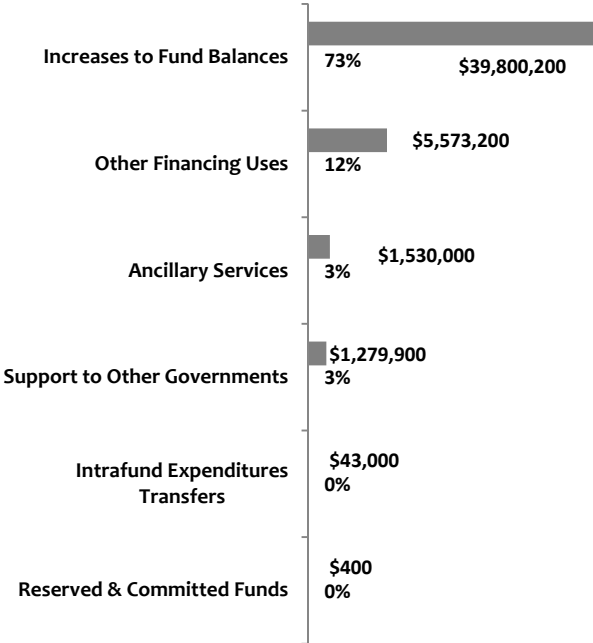 Increases to Fund Balances
73%
$39,800,200
Other Financing Uses
$5,573,200
12%
Ancillary Services
$1,530,000
3%
Support to Other Governments
$1,279,900
3%
Intrafund Expenditures
Transfers
$43,000
0%
Reserved & Committed Funds
$400
0%